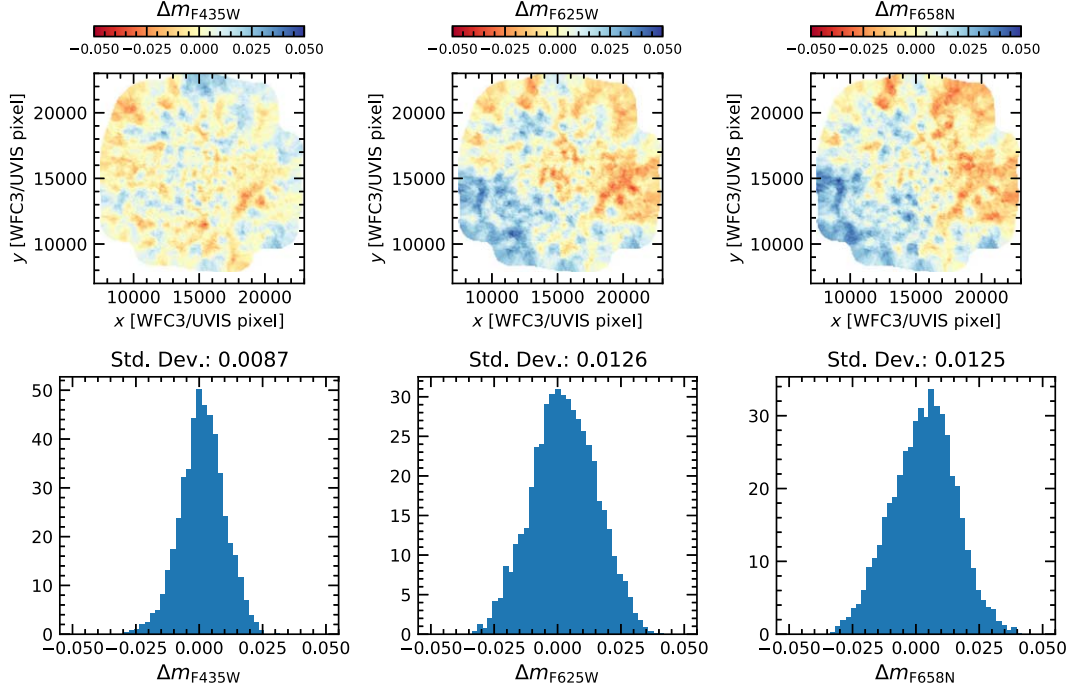 Δm_F435W Δm_F625W Δm_F658N
−0.050 −0.025 0.000 0.025 0.050 −0.050 −0.025 0.000 0.025 0.050 −0.050 −0.025 0.000 0.025 0.050
20000 20000 20000
15000 15000 15000
10000 10000 10000
y [WFC3/UVIS pixel] y [WFC3/UVIS pixel] y [WFC3/UVIS pixel]
10000 15000 20000 10000 15000 20000 10000 15000 20000
x [WFC3/UVIS pixel] x [WFC3/UVIS pixel] x [WFC3/UVIS pixel]
Std. Dev.: 0.0087 Std. Dev.: 0.0126 Std. Dev.: 0.0125
50
40
30
20
10
0
30
25
20
15
10
5
0
30
20
10
0
−0.050 −0.025 0.000 0.025 0.050 −0.050 −0.025 0.000 0.025 0.050 −0.050 −0.025 0.000 0.025 0.050
Δm_F435W Δm_F625W Δm_F658N